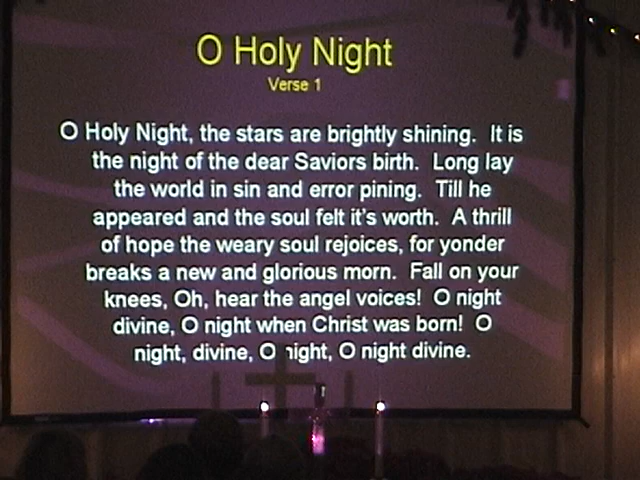 O Holy Night
Verse 1
O Holy Night, the stars are brightly shining.  It is
the night of the dear Saviors birth.  Long lay
the world in sin and error pining.  Till he
appeared and the soul felt it's worth.  A thrill
of hope the weary soul rejoices, for yonder
breaks a new and glorious morn.  Fall on your
knees, Oh, hear the angel voices!  O night
divine, O night when Christ was born!  O
night, divine, O night, O night divine.